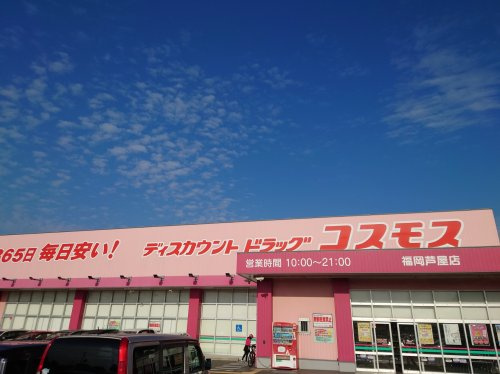 365日 毎日安い!
ディスカウント ドラッグ コスモス
営業時間 10:00～21:00 福岡芦屋店